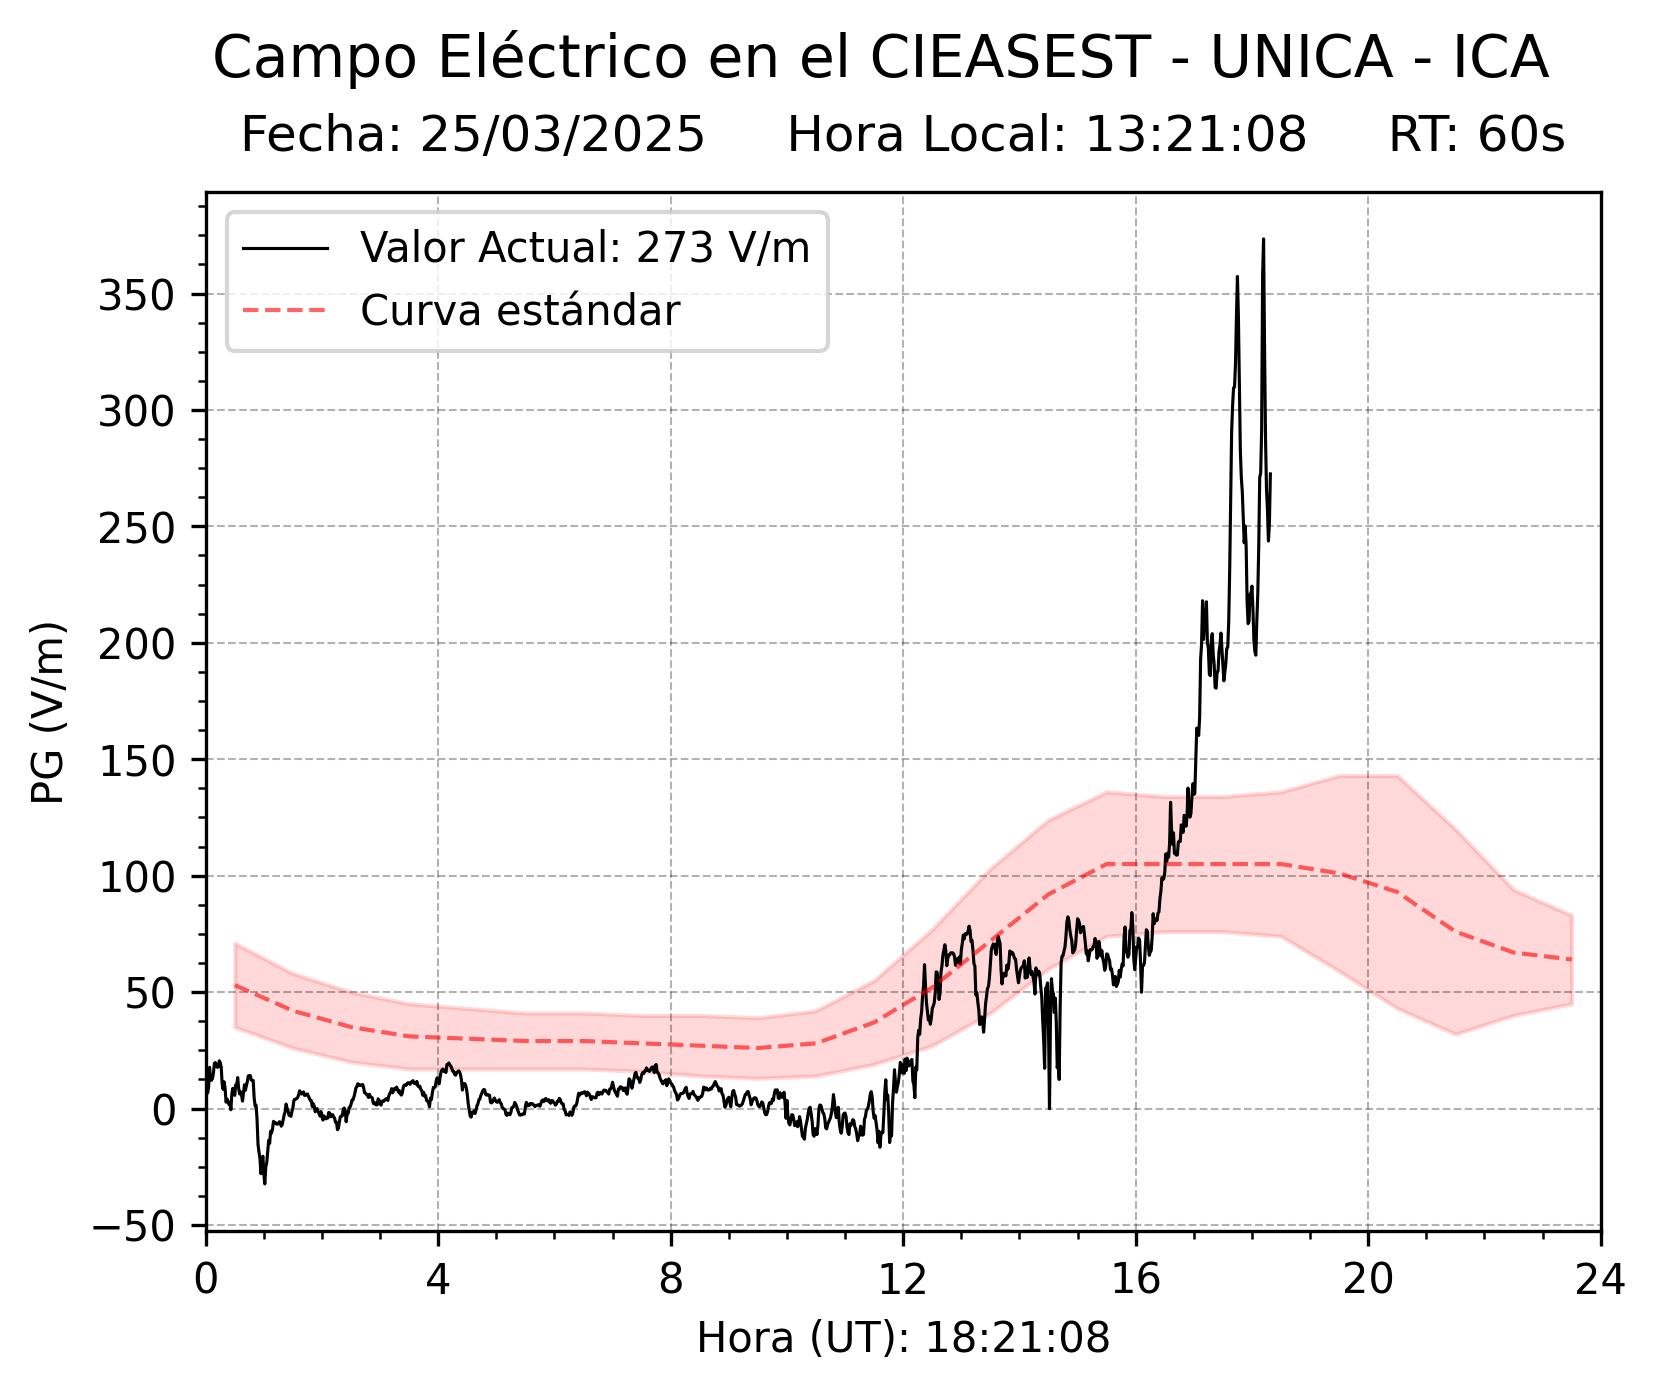 Campo Eléctrico en el CIEASEST - UNICA - ICA
Fecha: 25/03/2025 Hora Local: 13:21:08 RT: 60s
Valor Actual: 273 V/m
Curva estándar
PG (V/m)
350
300
250
200
150
100
50
0
−50
0 4 8 12 16 20 24
Hora (UT): 18:21:08